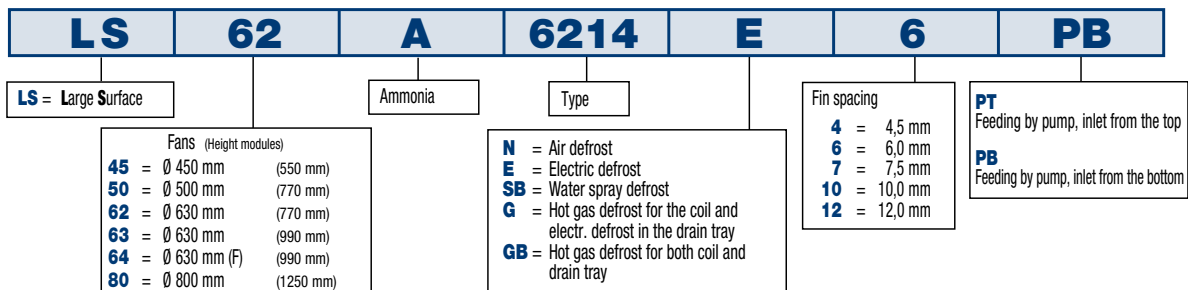 LS 62 A 6214 E 6 PB
LS = Large Surface
Fans (Height modules)
45 = Ø 450 mm (550 mm)
50 = Ø 500 mm (770 mm)
62 = Ø 630 mm (770 mm)
63 = Ø 630 mm (990 mm)
64 = Ø 630 mm (F) (990 mm)
80 = Ø 800 mm (1250 mm)
Ammonia
Type
N = Air defrost
E = Electric defrost
SB = Water spray defrost
G = Hot gas defrost for the coil and
electr. defrost in the drain tray
GB = Hot gas defrost for both coil and
drain tray
Fin spacing
4 = 4,5 mm
6 = 6,0 mm
7 = 7,5 mm
10 = 10,0 mm
12 = 12,0 mm
PT
Feeding by pump, inlet from the top
PB
Feeding by pump, inlet from the bottom